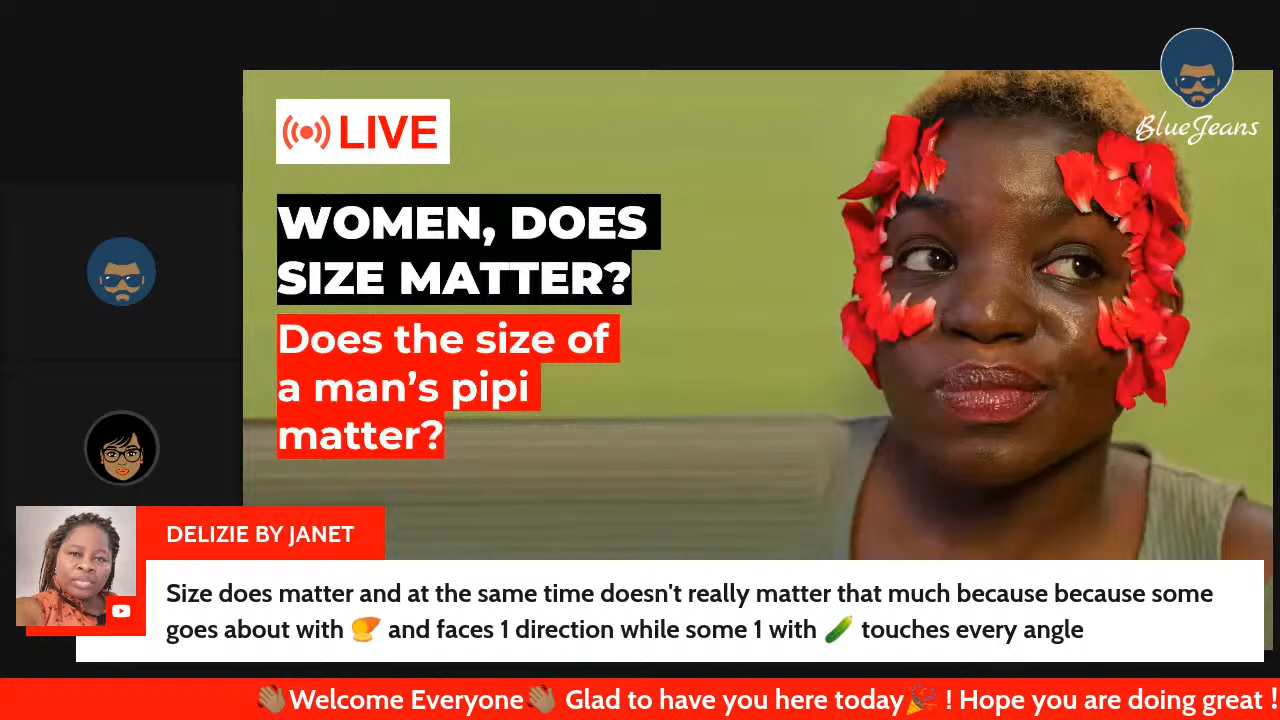 BlueJeans
LIVE
WOMEN, DOES
SIZE MATTER?
Does the size of
a man's pipi
matter?
DELIZIE BY JANET
Size does matter and at the same time doesn't really matter that much because because some
goes about with 🍠 and faces 1 direction while some 1 with 🥒 touches every angle
👋🏽Welcome Everyone👋🏽 Glad to have you here today🎉 ! Hope you are doing great !